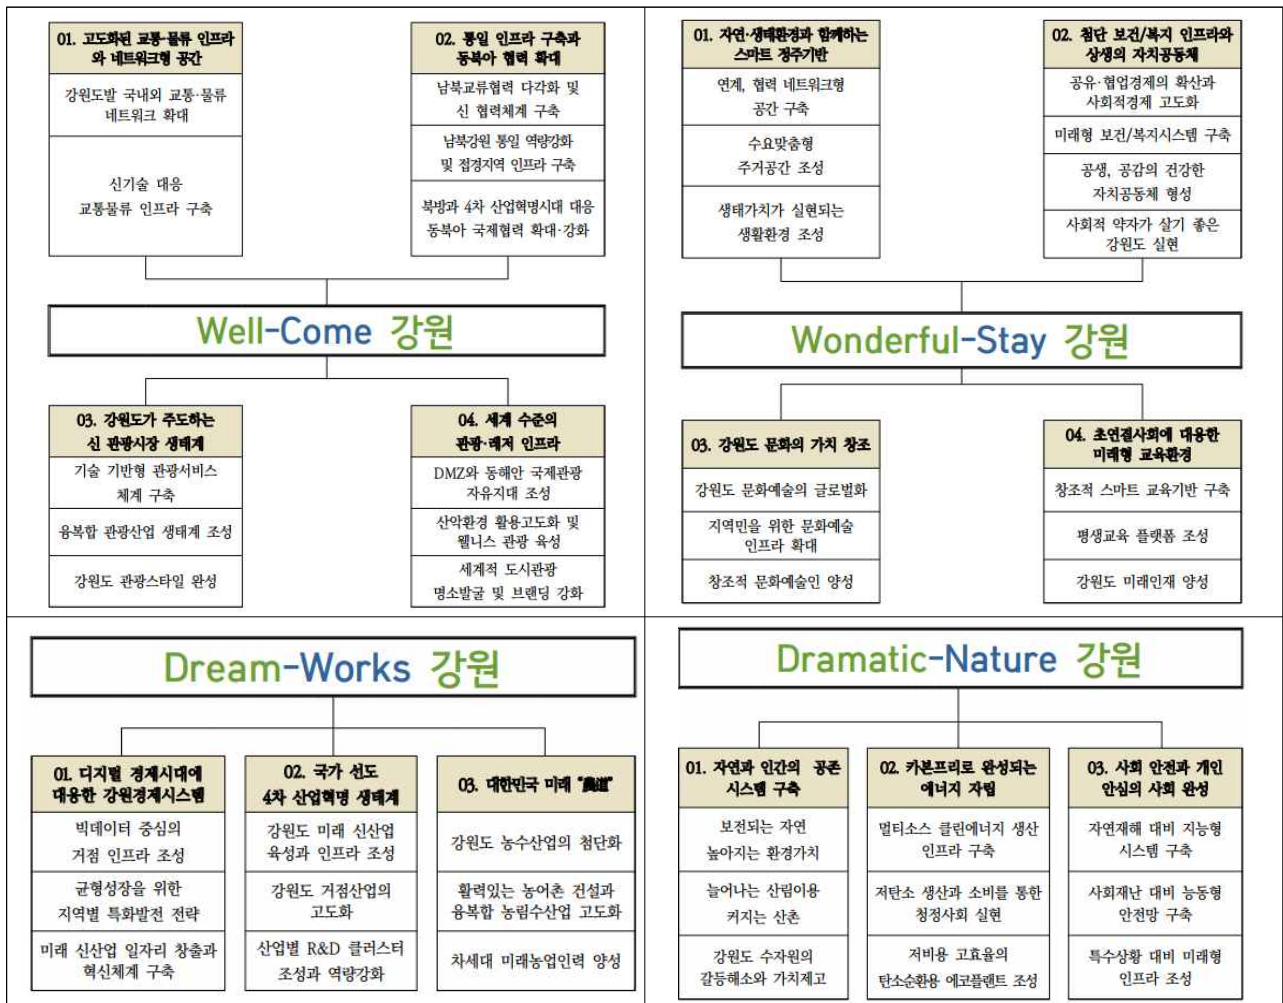 01. 고도화된 교통·물류 인프라
와 네트워크형 공간
강원도발 국내외 교통·물류
네트워크 확대
신기술 대응
교통물류 인프라 구축
02. 통일 인프라 구축과
동북아 협력 확대
남북교류협력 다각화 및
신 협력체계 구축
남북강원 통일 역량강화
및 접경지역 인프라 구축
북방과 4차 산업혁명시대 대응
동북아 국제협력 확대·강화
Well-Come 강원
03. 강원도가 주도하는
신 관광시장 생태계
기술 기반형 관광서비스
체계 구축
융복합 관광산업 생태계 조성
강원도 관광스타일 완성
04. 세계 수준의
관광·레저 인프라
DMZ와 동해안 국제관광
자유지대 조성
산악환경 활용고도화 및
웰니스 관광 육성
세계적 도시관광
명소발굴 및 브랜딩 강화
01. 자연·생태환경과 함께하는
스마트 정주기반
연계, 협력 네트워크형
공간 구축
수요맞춤형
주거공간 조성
생태가치가 실현되는
생활환경 조성
02. 첨단 보건/복지 인프라와
상생의 자치공동체
공유·협업경제의 확산과
사회적경제 고도화
미래형 보건/복지시스템 구축
공생, 공감의 건강한
자치공동체 형성
사회적 약자가 살기 좋은
강원도 실현
Wonderful-Stay 강원
03. 강원도 문화의 가치 창조
강원도 문화예술의 글로벌화
지역민을 위한 문화예술
인프라 확대
창조적 문화예술인 양성
04. 초연결사회에 대응한
미래형 교육환경
창조적 스마트 교육기반 구축
평생교육 플랫폼 조성
강원도 미래인재 양성
Dream-Works 강원
01. 디지털 경제시대에
대응한 강원경제시스템
빅데이터 중심의
거점 인프라 조성
균형성장을 위한
지역별 특화발전 전략
미래 신산업 일자리 창출과
혁신체계 구축
02. 국가 선도
4차 산업혁명 생태계
강원도 미래 신산업
육성과 인프라 조성
강원도 거점산업의
고도화
산업별 R&D 클러스터
조성과 역량강화
03. 대한민국 미래 "農道"
강원도 농수산업의 첨단화
활력있는 농어촌 건설과
융복합 농림수산업 고도화
차세대 미래농업인력 양성
Dramatic-Nature 강원
01. 자연과 인간의 공존
시스템 구축
보전되는 자연
높아지는 환경가치
늘어나는 산림이용
커지는 산촌
강원도 수자원의
갈등해소와 가치제고
02. 카본프리로 완성되는
에너지 자립
멀티소스 클린에너지 생산
인프라 구축
저탄소 생산과 소비를 통한
청정사회 실현
저비용 고효율의
탄소순환용 에코플랜트 조성
03. 사회 안전과 개인
안심의 사회 완성
자연재해 대비 지능형
시스템 구축
사회재난 대비 능동형
안전망 구축
특수상황 대비 미래형
인프라 조성